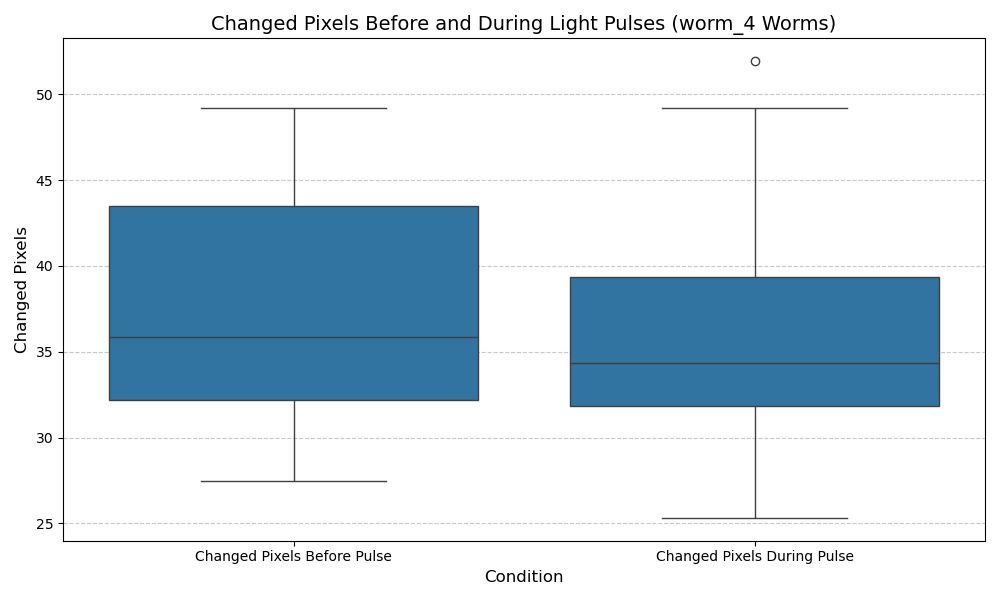 Changed Pixels Before and During Light Pulses (worm_4 Worms)
Changed Pixels
50
45
40
35
30
25
Changed Pixels Before Pulse
Changed Pixels During Pulse
Condition